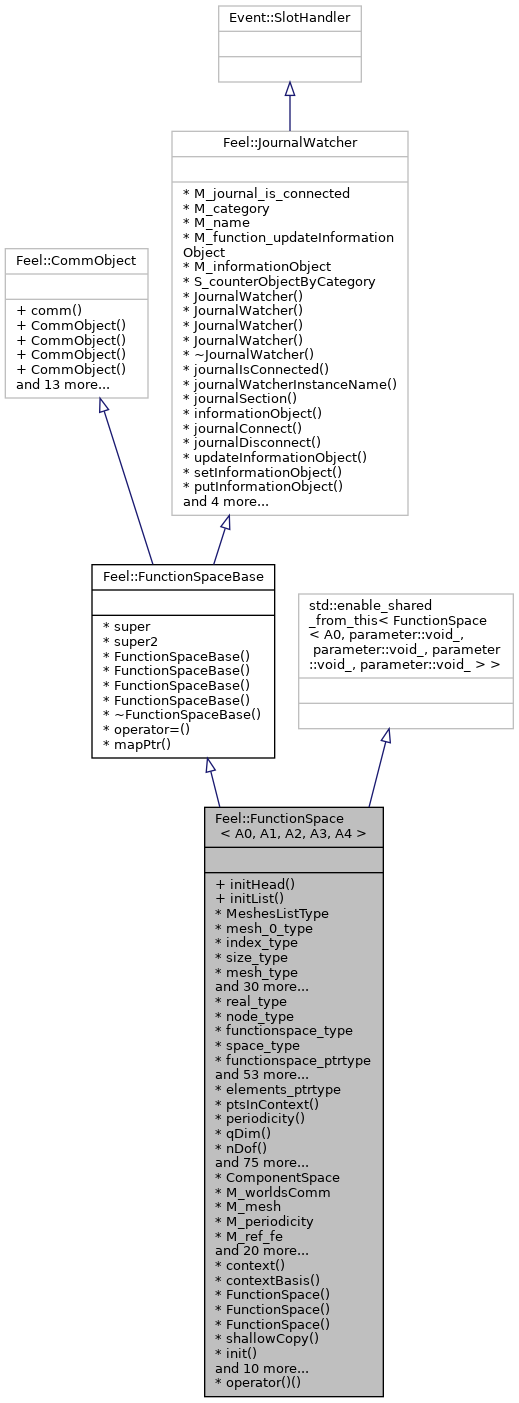 Event::SlotHandler
Feel::JournalWatcher
* M_journal_is_connected
* M_category
* M_name
* M_function_updateInformation
Object
* M_informationObject
* S_counterObjectByCategory
* JournalWatcher()
* JournalWatcher()
* JournalWatcher()
* JournalWatcher()
* ~JournalWatcher()
* journalIsConnected()
* journalWatcherInstanceName()
* journalSection()
* informationObject()
* journalConnect()
* journalDisconnect()
* updateInformationObject()
* setInformationObject()
* putInformationObject()
and 4 more...
Feel::CommObject
+ comm()
+ CommObject()
+ CommObject()
+ CommObject()
+ CommObject()
and 13 more...
Feel::FunctionSpaceBase
* super
* super2
* FunctionSpaceBase()
* FunctionSpaceBase()
* FunctionSpaceBase()
* FunctionSpaceBase()
* ~FunctionSpaceBase()
* operator=()
* mapPtr()
std::enable_shared
_from_this< FunctionSpace
< A0, parameter::void_,
parameter::void_, parameter
::void_, parameter::void_ > >
Feel::FunctionSpace
< A0, A1, A2, A3, A4 >
+ initHead()
+ initList()
* MeshesListType
* mesh_0_type
* index_type
* size_type
* mesh_type
and 30 more...
* real_type
* node_type
* functionspace_type
* space_type
* functionspace_ptrtype
and 53 more...
* elements_ptrtype
* ptsInContext()
* periodicity()
* qDim()
* nDof()
and 75 more...
* ComponentSpace
* M_worldsComm
* M_mesh
* M_periodicity
* M_ref_fe
and 20 more...
* context()
* contextBasis()
* FunctionSpace()
* FunctionSpace()
* FunctionSpace()
* shallowCopy()
* init()
and 10 more...
* operator()()